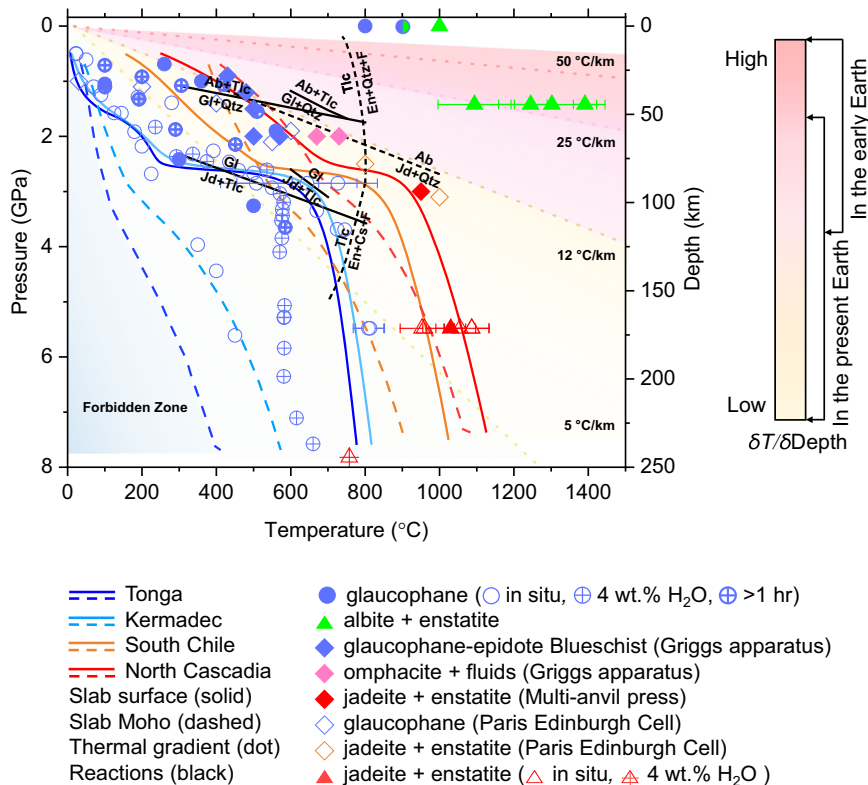 0
2
4
6
8
Pressure (GPa)
0
200
400
600
800
1000
1200
1400
Temperature (°C)
0
50
100
150
200
250
Depth (km)
50 °C/km
25 °C/km
12 °C/km
5 °C/km
Forbidden Zone
Ab+Tlc
Gl+Qtz
Ab+Tlc
Gl+Qtz
Tlc
En+Qtz+F
Ab
Jd+Qtz
Gl
Jd+Tlc
Gl
Jd+Tlc
Tlc
En+Cs+F
High
Low
δT/δDepth
In the present Earth
In the early Earth
Tonga
Kermadec
South Chile
North Cascadia
Slab surface (solid)
Slab Moho (dashed)
Thermal gradient (dot)
Reactions (black)
glaucophane ( in situ, 4 wt.% H₂O, >1 hr)
albite + enstatite
glaucophane-epidote Blueschist (Griggs apparatus)
omphacite + fluids (Griggs apparatus)
jadeite + enstatite (Multi-anvil press)
glaucophane (Paris Edinburgh Cell)
jadeite + enstatite (Paris Edinburgh Cell)
jadeite + enstatite ( in situ, 4 wt.% H₂O )